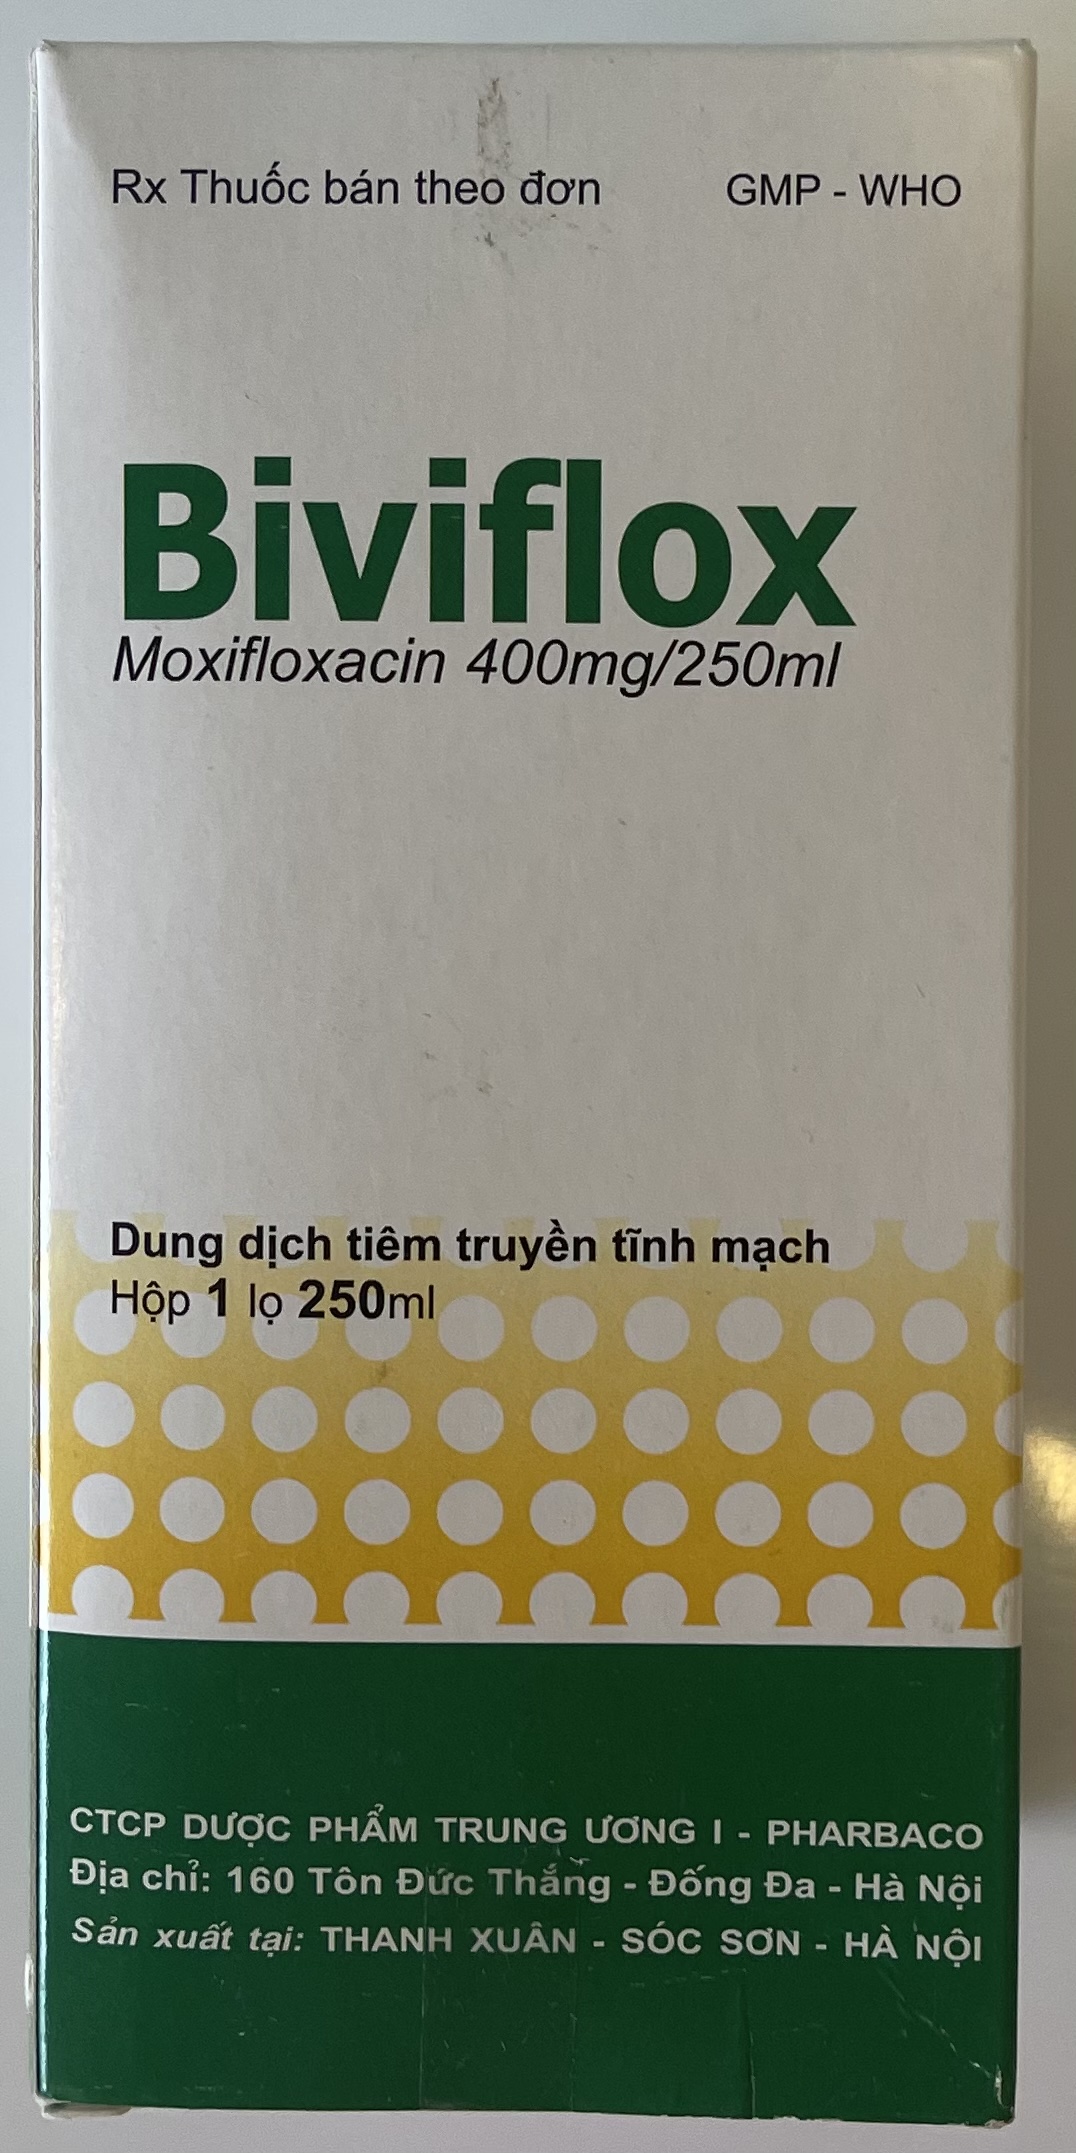 Rx Thuốc bán theo đơn GMP - WHO
Biviflox
Moxifloxacin 400mg/250ml
Dung dịch tiêm truyền tĩnh mạch
Hộp 1 lọ 250ml
CTCP DƯỢC PHẨM TRUNG ƯƠNG I - PHARBACO
Địa chỉ: 160 Tôn Đức Thắng - Đống Đa - Hà Nội
Sản xuất tại: THANH XUÂN - SÓC SƠN - HÀ NỘI